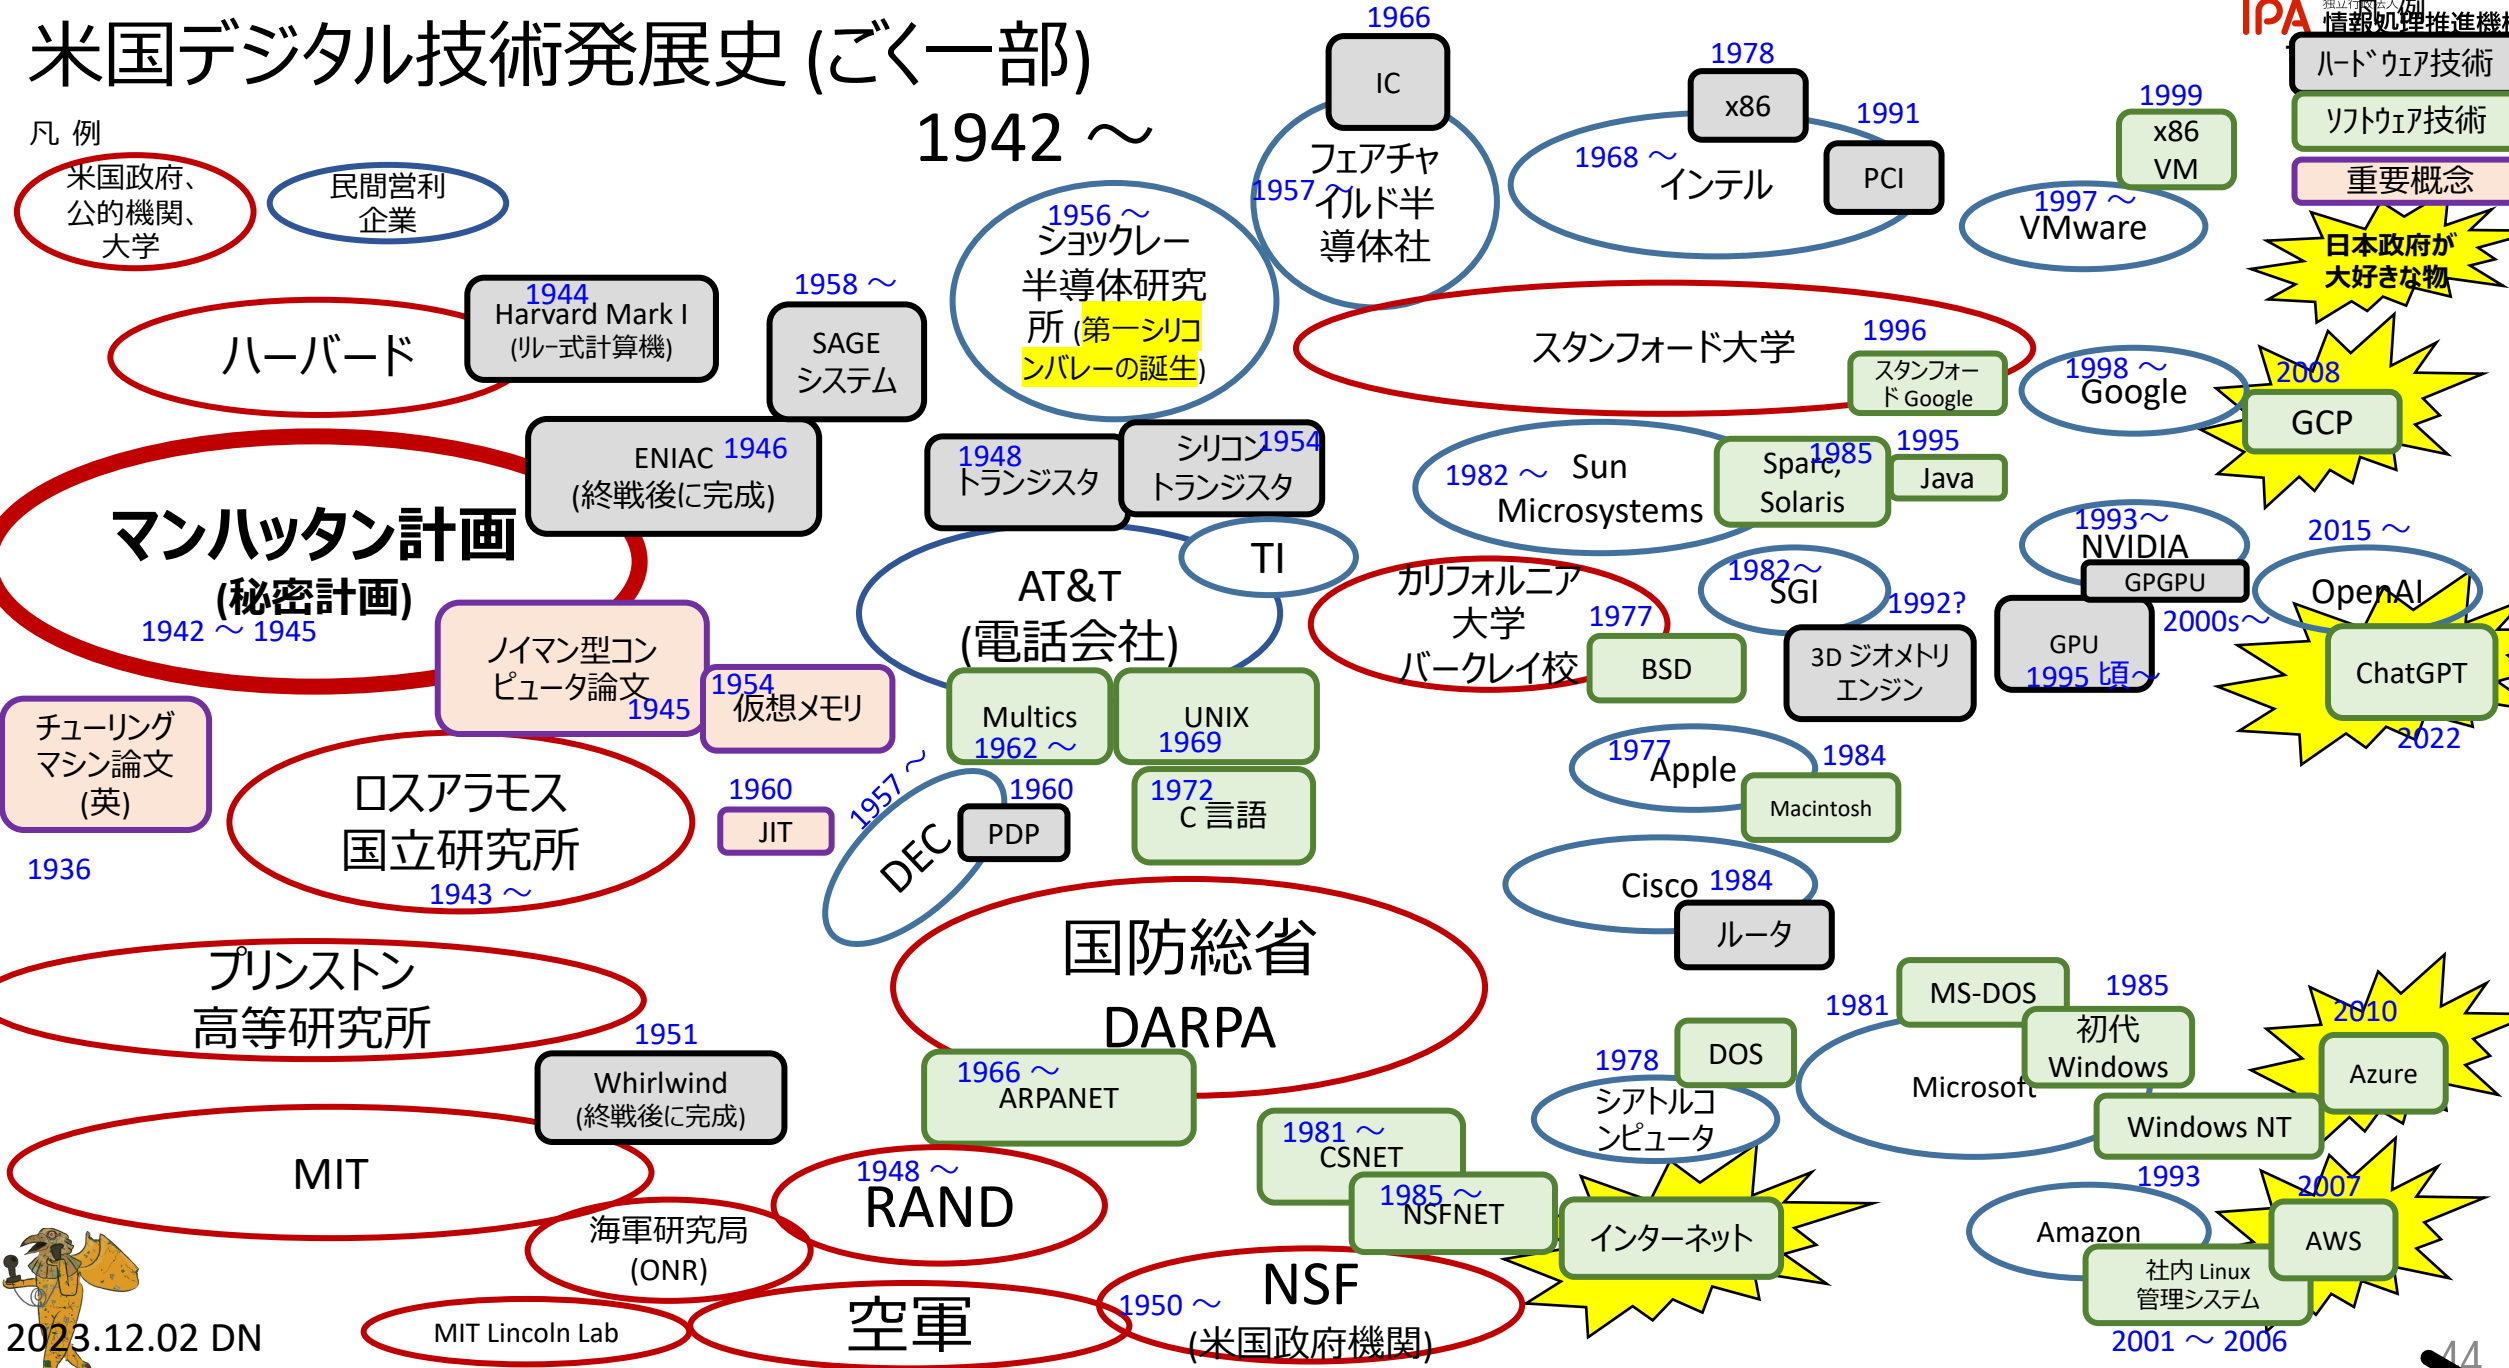 米国デジタル技術発展史 (ごく一部)
1942 ～
IPA
独立行政法人
情報処理推進機構
凡 例
米国政府、
公的機関、
大学
民間営利
企業
凡 例
ハードウェア技術
ソフトウェア技術
重要概念
日本政府が
大好きな物
1966
IC
1957 ～
フェアチャ
イルド半
導体社
1978
x86
1968 ～
インテル
1991
PCI
1999
x86
VM
1997 ～
VMware
1956 ～
ショックレー
半導体研究
所 (第一シリコ
ンバレーの誕生)
ハーバード
1944
Harvard Mark I
(リレー式計算機)
1958 ～
SAGE
システム
スタンフォード大学
1996
スタンフォー
ド Google
1998 ～
Google
2008
GCP
ENIAC 1946
(終戦後に完成)
マンハッタン計画
(秘密計画)
1942 ～ 1945
1948
トランジスタ
シリコン
トランジスタ
1954
AT&T
(電話会社)
TI
1982 ～
Sun
Microsystems
Sparc,
Solaris
1985
1995
Java
カリフォルニア
大学
バークレイ校
1977
BSD
1982～
SGI
1992?
3D ジオメトリ
エンジン
1993～
NVIDIA
GPGPU
2000s～
GPU
1995 頃～
2015 ～
OpenAI
ChatGPT
2022
ノイマン型コン
ピュータ論文
1945
1954
仮想メモリ
チューリング
マシン論文
(英)
1936
ロスアラモス
国立研究所
1943 ～
1960
JIT
Multics
1962 ～
UNIX
1969
1972
C 言語
1957 ～
DEC
1960
PDP
1977
Apple
1984
Macintosh
Cisco 1984
ルータ
プリンストン
高等研究所
国防総省
DARPA
1966 ～
ARPANET
1951
Whirlwind
(終戦後に完成)
MIT
1948 ～
RAND
海軍研究局
(ONR)
MIT Lincoln Lab
空軍
1981 ～
CSNET
1985 ～
NSFNET
1950 ～
NSF
(米国政府機関)
インターネット
1978
DOS
シアトルコ
ンピュータ
1981
MS-DOS
1985
初代
Windows
Microsoft
Windows NT
1993
2010
Azure
Amazon
社内 Linux
管理システム
2001 ～ 2006
2007
AWS
2023.12.02 DN
44